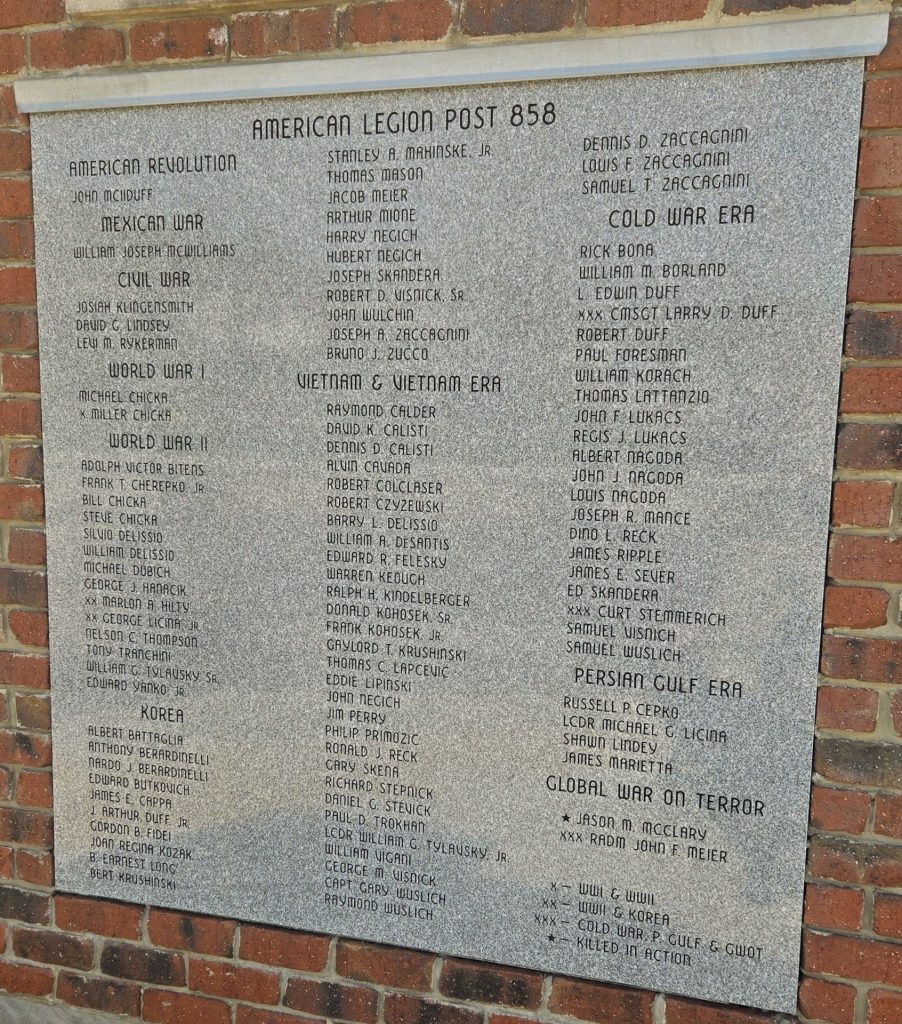 AMERICAN LEGION POST 858
AMERICAN REVOLUTION
JOHN MCIIDUFF
MEXICAN WAR
WILLIAM JOSEPH MCWILLIAMS
CIVIL WAR
JOSIAH KLINGENSMITH
DAVID G. LINDSEY
LEVI M. RYKERMAN
WORLD WAR I
MICHAEL CHICKA
X MILLER CHICKA
WORLD WAR II
ADOLPH VICTOR BITENS
FRANK T. CHEREPKO JR.
BILL CHICKA
STEVE CHICKA
SILVIO DELISSIO
WILLIAM DELISSIO
MICHAEL DUBICH
GEORGE J. HANACIK
XX MARLON A. HILTY
XX GEORGE LICINA, JR.
NELSON C. THOMPSON
TONY TRANCHINI
WILLIAM G. TYLAVSKY, SR.
EDWARD YANKO JR.
KOREA
ALBERT BATTAGLIA
ANTHONY BERARDINELLI
NARDO J. BERARDINELLI
EDWARD BUTKOVICH
JAMES E. CAPPA
J. ARTHUR DUFF, JR.
GORDON B. FIDEI
JOAN REGINA KOZAK
B. EARNEST LONG
BERT KRUSHINSKI
STANLEY A. MAHINSKE, JR.
THOMAS MASON
JACOB MEIER
ARTHUR MIONE
HARRY NEGICH
HUBERT NEGICH
JOSEPH SKANDERA
ROBERT D. VISNICK, SR.
JOHN WULCHIN
JOSEPH A. ZACCAGNINI
BRUNO J. ZUCCO
VIETNAM & VIETNAM ERA
RAYMOND CALDER
DAVID K. CALISTI
DENNIS D. CALISTI
ALVIN CAVADA
ROBERT COLCLASER
ROBERT CZYZEWSKI
BARRY L. DELISSIO
WILLIAM A. DESANTIS
EDWARD R. FELESKY
WARREN KEOUGH
RALPH H. KINDELBERGER
DONALD KOHOSEK, SR.
FRANK KOHOSEK, JR.
GAYLORD T. KRUSHINSKI
THOMAS C. LAPCEVIC
EDDIE LIPINSKI
JOHN NEGICH
JIM PERRY
PHILIP PRIMOZIC
RONALD J. RECK
GARY SKENA
RICHARD STEPNICK
DANIEL G. STEVICK
PAUL D. TROKHAN
LCDR WILLIAM G. TYLAVSKY, JR.
WILLIAM VIGANI
GEORGE M. VISNICK
CAPT. GARY WUSLICH
RAYMOND WUSLICH
DENNIS D. ZACCAGNINI
LOUIS F. ZACCAGNINI
SAMUEL T. ZACCAGNINI
COLD WAR ERA
RICK BONA
WILLIAM M. BORLAND
L. EDWIN DUFF
XXX CMSGT LARRY D. DUFF
ROBERT DUFF
PAUL FORESMAN
WILLIAM KORACH
THOMAS LATTANZIO
JOHN F. LUKACS
REGIS J. LUKACS
ALBERT NAGODA
JOHN J. NAGODA
LOUIS NAGODA
JOSEPH R. MANCE
DINO L. RECK
JAMES RIPPLE
JAMES E. SEVER
ED SKANDERA
XXX CURT STEMMERICH
SAMUEL VISNICH
SAMUEL WUSLICH
PERSIAN GULF ERA
RUSSELL P. CEPKO
LCDR MICHAEL G. LICINA
SHAWN LINDEY
JAMES MARIETTA
GLOBAL WAR ON TERROR
★ JASON M. MCCLARY
XXX RADM JOHN F. MEIER
X – WWI & WWII
XX – WWII & KOREA
XXX – COLD WAR, P. GULF, & GWOT
★ – KILLED IN ACTION